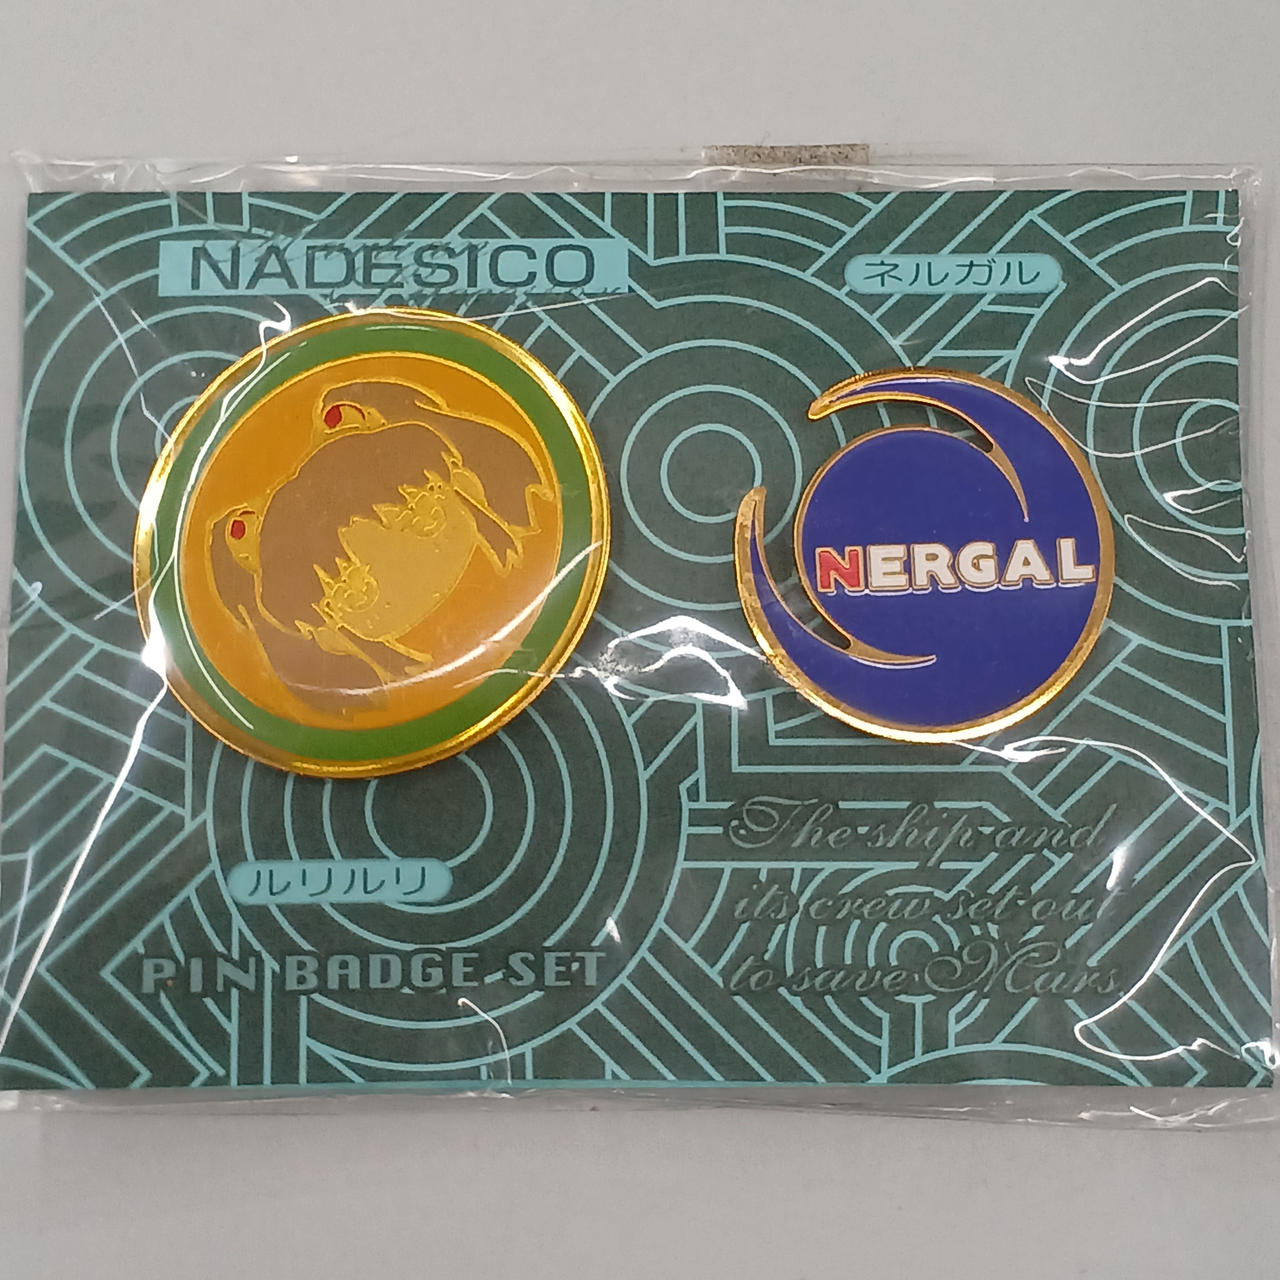 NADESICO
ネルガル
NERGAL
ルリルリ
PIN BADGE SET
The ship and
its crew set out
to save Mars.